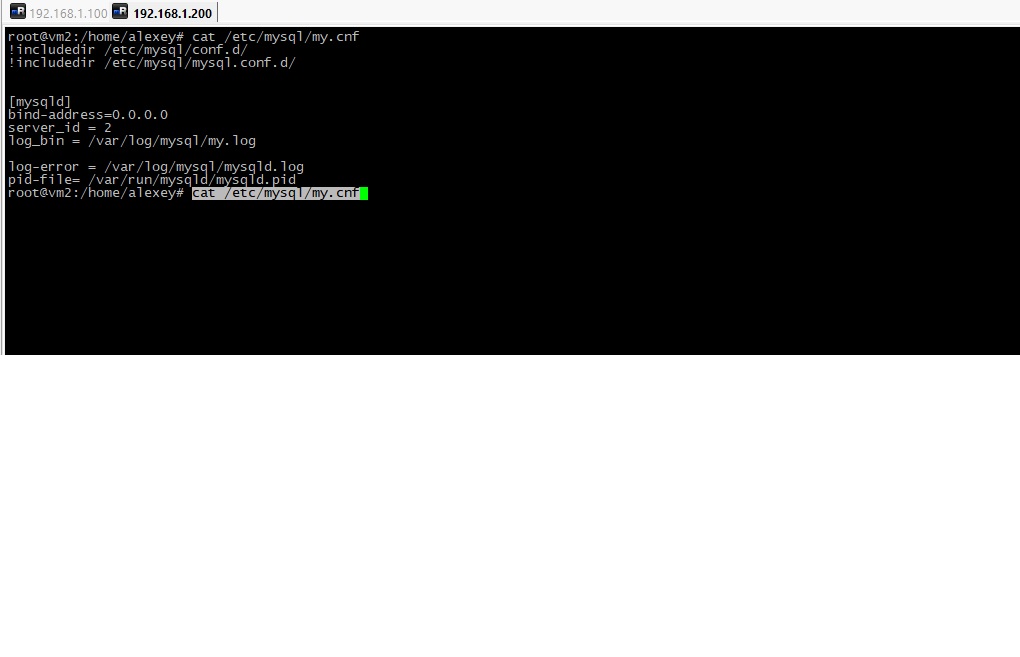 192.168.1.100 192.168.1.200
root@vm2:/home/alexey# cat /etc/mysql/my.cnf
!includedir /etc/mysql/conf.d/
!includedir /etc/mysql/mysql.conf.d/
[mysqld]
bind-address=0.0.0.0
server_id = 2
log_bin = /var/log/mysql/my.log
log-error = /var/log/mysql/mysqld.log
pid-file= /var/run/mysqld/mysqld.pid
root@vm2:/home/alexey# cat /etc/mysql/my.cnf